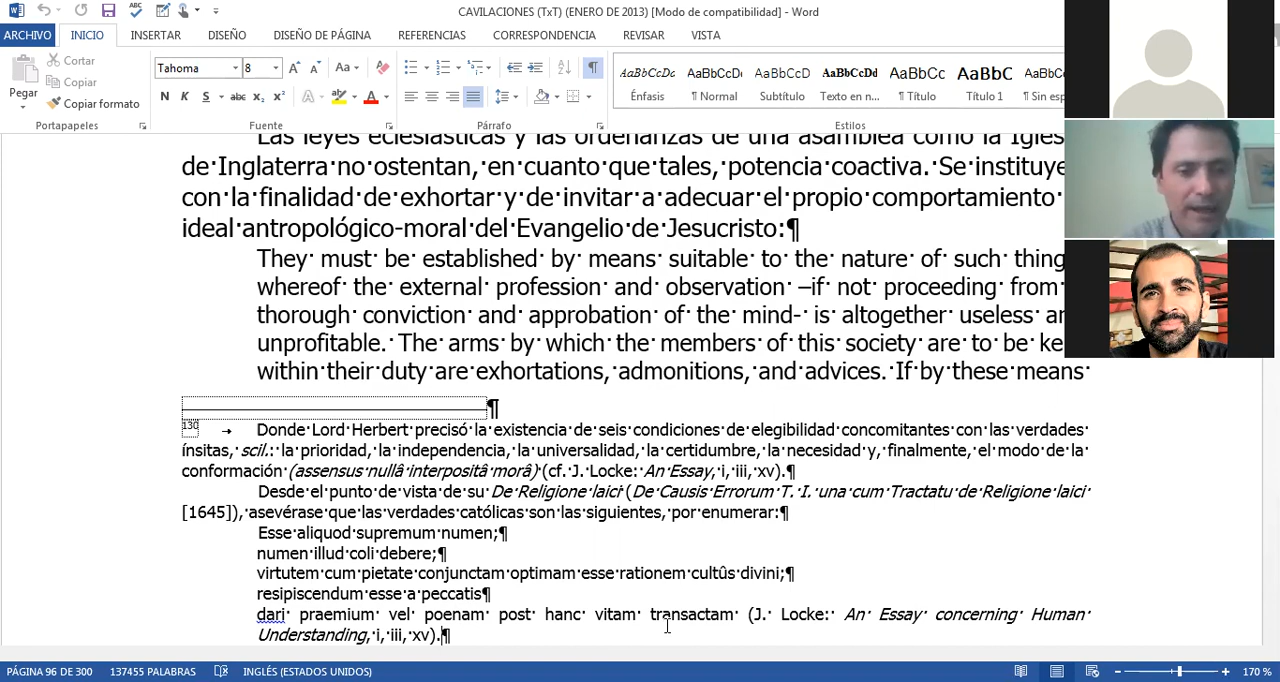 CAVILACIONES (TxT) (ENERO DE 2013) [Modo de compatibilidad] - Word
ARCHIVO INICIO INSERTAR DISEÑO DISEÑO DE PÁGINA REFERENCIAS CORRESPONDENCIA REVISAR VISTA
Pegar
Cortar
Copiar
Copiar formato
Portapapeles
Tahoma 8
Fuente
Párrafo
AaBbCcDc AaBbCcDc AaBbCcD AaBbCcDd AaBbCc AaBbC AaBbCcDc
Énfasis ¶ Normal Subtítulo Texto en n... ¶ Título Título 1 ¶ Sin esp
Estilos
Las leyes eclesiásticas y las ordenanzas de una asamblea como la Iglesi
de Inglaterra no ostentan, en cuanto que tales, potencia coactiva. Se instituye
con la finalidad de exhortar y de invitar a adecuar el propio comportamiento
ideal antropológico-moral del Evangelio de Jesucristo:¶
They must be established by means suitable to the nature of such thing
whereof the external profession and observation –if not proceeding from
thorough conviction and approbation of the mind- is altogether useless an
unprofitable. The arms by which the members of this society are to be ke
within their duty are exhortations, admonitions, and advices. If by these means
¶
130 → Donde Lord Herbert precisó la existencia de seis condiciones de elegibilidad concomitantes con las verdades
ínsitas, scil.: la prioridad, la independencia, la universalidad, la certidumbre, la necesidad y, finalmente, el modo de la
conformación (assensus nullâ interpositâ morâ) (cf. J. Locke: An Essay, i, iii, xv).¶
Desde el punto de vista de su De Religione laici (De Causis Errorum T. I. una cum Tractatu de Religione laici
[1645]), asevérase que las verdades católicas son las siguientes, por enumerar:¶
Esse aliquod supremum numen;¶
numen illud coli debere;¶
virtutem cum pietate conjunctam optimam esse rationem cultûs divini;¶
resipiscendum esse a peccatis¶
dari praemium vel poenam post hanc vitam transactam (J. Locke: An Essay concerning Human
Understanding, i, iii, xv).¶
PÁGINA 96 DE 300 137455 PALABRAS INGLÉS (ESTADOS UNIDOS) 170 %